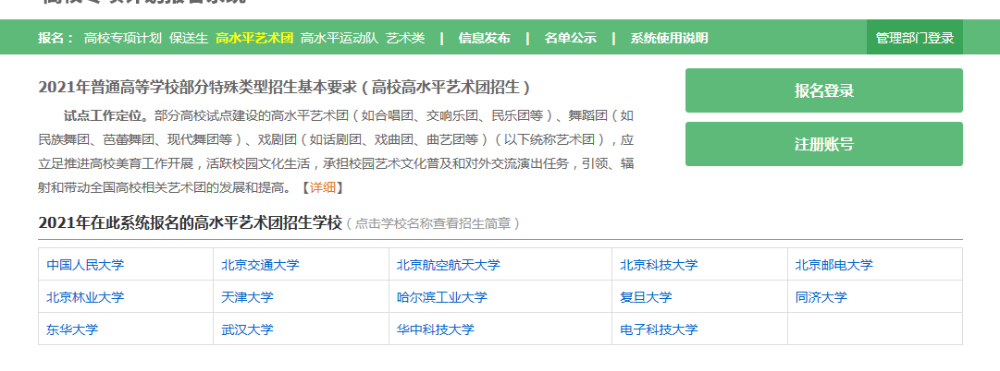 高校专项计划报名系统
报名： 高校专项计划 保送生 高水平艺术团 高水平运动队 艺术类 | 信息发布 | 名单公示 | 系统使用说明 管理部门登录
2021年普通高等学校部分特殊类型招生基本要求（高校高水平艺术团招生）
试点工作定位。部分高校试点建设的高水平艺术团（如合唱团、交响乐团、民乐团等）、舞蹈团（如
民族舞团、芭蕾舞团、现代舞团等）、戏剧团（如话剧团、戏曲团、曲艺团等）（以下统称艺术团），应
立足推进高校美育工作开展，活跃校园文化生活，承担校园艺术文化普及和对外交流演出任务，引领、辐
射和带动全国高校相关艺术团的发展和提高。【详细】
报名登录
注册账号
2021年在此系统报名的高水平艺术团招生学校（点击学校名称查看招生简章）
中国人民大学 北京交通大学 北京航空航天大学 北京科技大学 北京邮电大学
北京林业大学 天津大学 哈尔滨工业大学 复旦大学 同济大学
东华大学 武汉大学 华中科技大学 电子科技大学